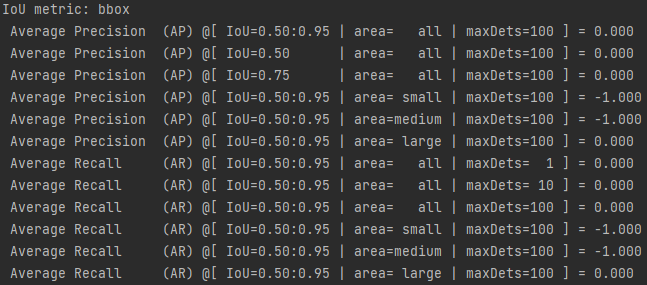 IoU metric: bbox
 Average Precision  (AP) @[ IoU=0.50:0.95 | area=   all | maxDets=100 ] = 0.000
 Average Precision  (AP) @[ IoU=0.50      | area=   all | maxDets=100 ] = 0.000
 Average Precision  (AP) @[ IoU=0.75      | area=   all | maxDets=100 ] = 0.000
 Average Precision  (AP) @[ IoU=0.50:0.95 | area= small | maxDets=100 ] = -1.000
 Average Precision  (AP) @[ IoU=0.50:0.95 | area=medium | maxDets=100 ] = -1.000
 Average Precision  (AP) @[ IoU=0.50:0.95 | area= large | maxDets=100 ] = 0.000
 Average Recall     (AR) @[ IoU=0.50:0.95 | area=   all | maxDets=  1 ] = 0.000
 Average Recall     (AR) @[ IoU=0.50:0.95 | area=   all | maxDets= 10 ] = 0.000
 Average Recall     (AR) @[ IoU=0.50:0.95 | area=   all | maxDets=100 ] = 0.000
 Average Recall     (AR) @[ IoU=0.50:0.95 | area= small | maxDets=100 ] = -1.000
 Average Recall     (AR) @[ IoU=0.50:0.95 | area=medium | maxDets=100 ] = -1.000
 Average Recall     (AR) @[ IoU=0.50:0.95 | area= large | maxDets=100 ] = 0.000